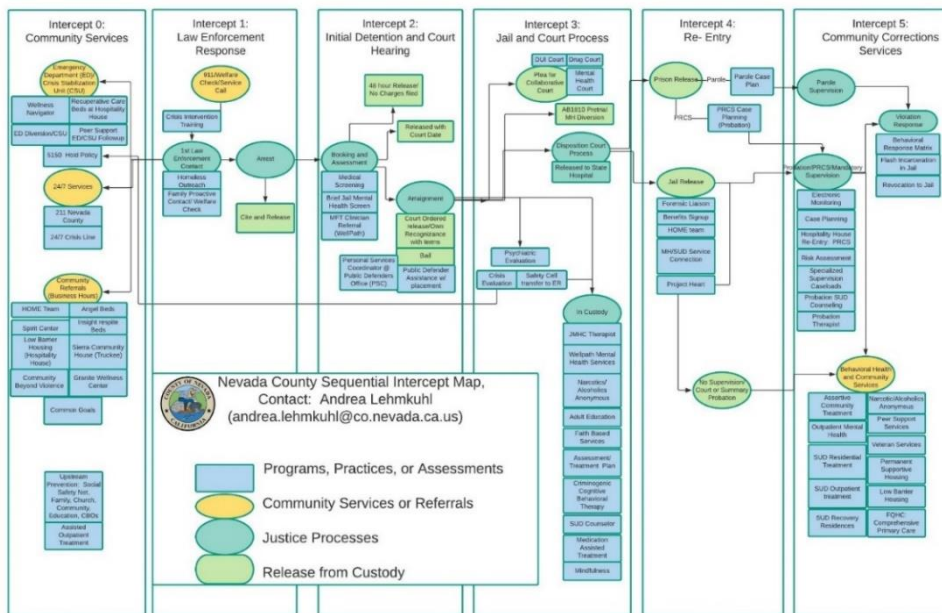 Intercept 0:
Community Services
Emergency
Department (ED)/
Crisis Stabilization
Unit (CSU)
Wellness
Navigator
Recuperative Care
Beds at Hospitality
House
ED Diversion/CSU
Peer Support
ED/CSU Followup
5150 Host Policy
24/7 Services
211 Nevada
County
24/7 Crisis Line
Community
Referrals
(Business Hours)
HOME Team
Angel Beds
Spirit Center
Insight respite
Beds
Low Barrier
Housing
(Hospitality
House)
Sierra Community
House (Truckee)
Community
Beyond Violence
Granite Wellness
Center
Common Goals
Upstream
Prevention: Social
Safety Net,
Family, Church,
Community,
Education, CBOs
Assisted
Outpatient
Treatment
Intercept 1:
Law Enforcement
Response
911/Welfare
Check/Service
Call
Crisis Intervention
Training
1st Law
Enforcement
Contact
Homeless
Outreach
Family Proactive
Contact/ Welfare
Check
Arrest
Cite and Release
Intercept 2:
Initial Detention and Court
Hearing
48 hour Release/
No Charges filed
Released with
Court Date
Booking and
Assessment
Medical
Screening
Brief Jail Mental
Health Screen
MFT Clinician
Referral
(WellPath)
Arraignment
Court Ordered
release/Own
Recognizance
with terms
Bail
Personal Services
Coordinator @
Public Defenders
Office (PSC)
Public Defender
Assistance w/
placement
Intercept 3:
Jail and Court Process
DUI Court
Drug Court
Plea for
Collaborative
Court
Mental
Health
Court
AB1810 Pretrial
MH Diversion
Disposition Court
Process
Released to State
Hospital
Psychiatric
Evaluation
Crisis
Evaluation
Safety Cell
transfer to ER
In Custody
JMHC Therapist
Wellpath Mental
Health Services
Narcotics/
Alcoholics
Anonymous
Adult Education
Faith Based
Services
Assessment/
Treatment Plan
Criminogenic
Cognitive
Behavioral
Therapy
SUD Counselor
Medication
Assisted
Treatment
Mindfulness
Intercept 4:
Re- Entry
Prison Release
Parole
Parole Case
Plan
PRCS
PRCS Case
Planning
(Probation)
Jail Release
Forensic Liaison
Benefits Signup
HOME team
MH/SUD Service
Connection
Project Heart
No Supervision/
Court or Summary
Probation
Intercept 5:
Community Corrections
Services
Parole
Supervision
Violation
Response
Behavioral
Response Matrix
Flash Incarceration
in Jail
Revocation to Jail
Probation/PRCS/Mandatory
Supervision
Electronic
Monitoring
Case Planning
Hospitality House
Re-Entry: PRCS
Risk Assessment
Specialized
Supervision
Caseloads
Probation SUD
Counseling
Probation
Therapist
Behavioral Health
and Community
Services
Assertive
Community
Treatment
Narcotic/Alcoholics
Anonymous
Peer Support
Services
Outpatient Mental
Health
Veteran Services
SUD Residential
Treatment
Permanent
Supportive
Housing
SUD Outpatient
treatment
Low Barrier
Housing
SUD Recovery
Residences
FQHC:
Comprehensive
Primary Care
COUNTY OF NEVADA
CALIFORNIA
Nevada County Sequential Intercept Map,
Contact: Andrea Lehmkuhl
(andrea.lehmkuhl@co.nevada.ca.us)
Programs, Practices, or Assessments
Community Services or Referrals
Justice Processes
Release from Custody